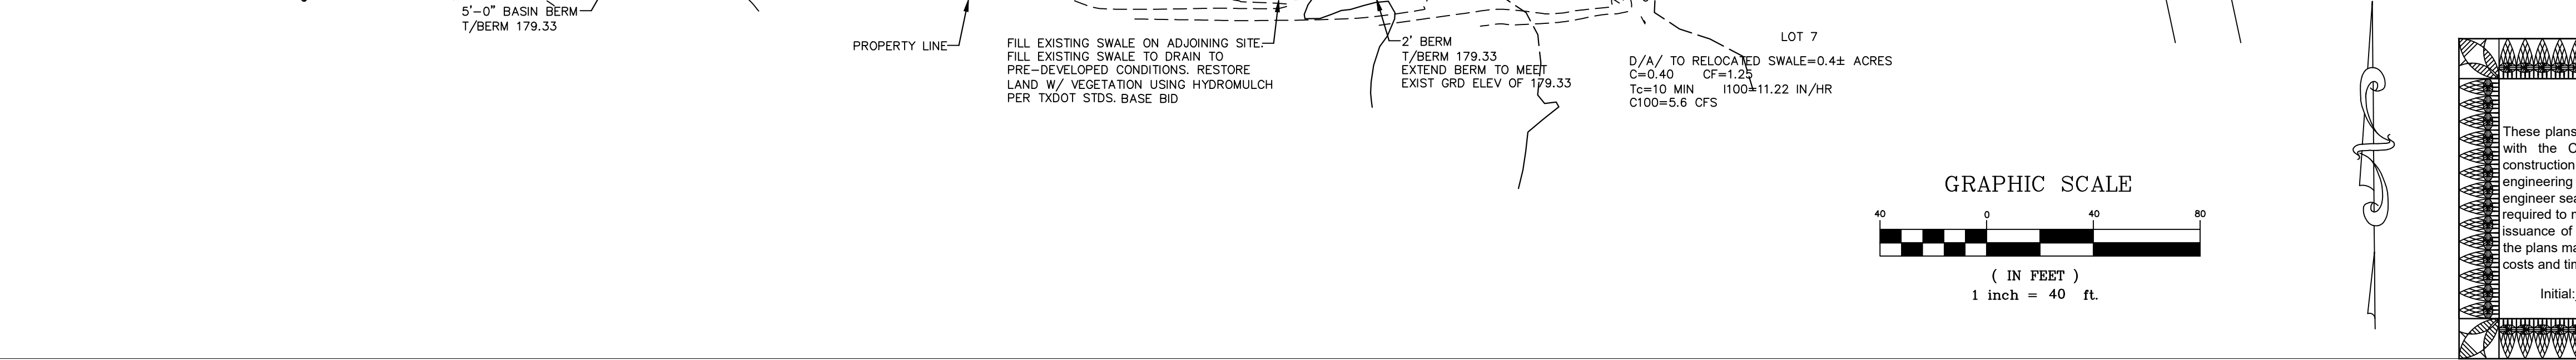 5'-0" BASIN BERM
T/BERM 179.33
PROPERTY LINE
FILL EXISTING SWALE ON ADJOINING SITE.
FILL EXISTING SWALE TO DRAIN TO
PRE-DEVELOPED CONDITIONS. RESTORE
LAND W/ VEGETATION USING HYDROMULCH
PER TXDOT STDS. BASE BID
2' BERM
T/BERM 179.33
EXTEND BERM TO MEET
EXIST GRD ELEV OF 179.33
LOT 7
D/A/ TO RELOCATED SWALE=0.4± ACRES
C=0.40 CF=1.25
Tc=10 MIN I100=11.22 IN/HR
C100=5.6 CFS
GRAPHIC SCALE
40 0 40 80
( IN FEET )
1 inch = 40 ft.
These plans
with the C
construction
engineering
engineer sea
required to
issuance of
the plans ma
costs and tim
Initial: